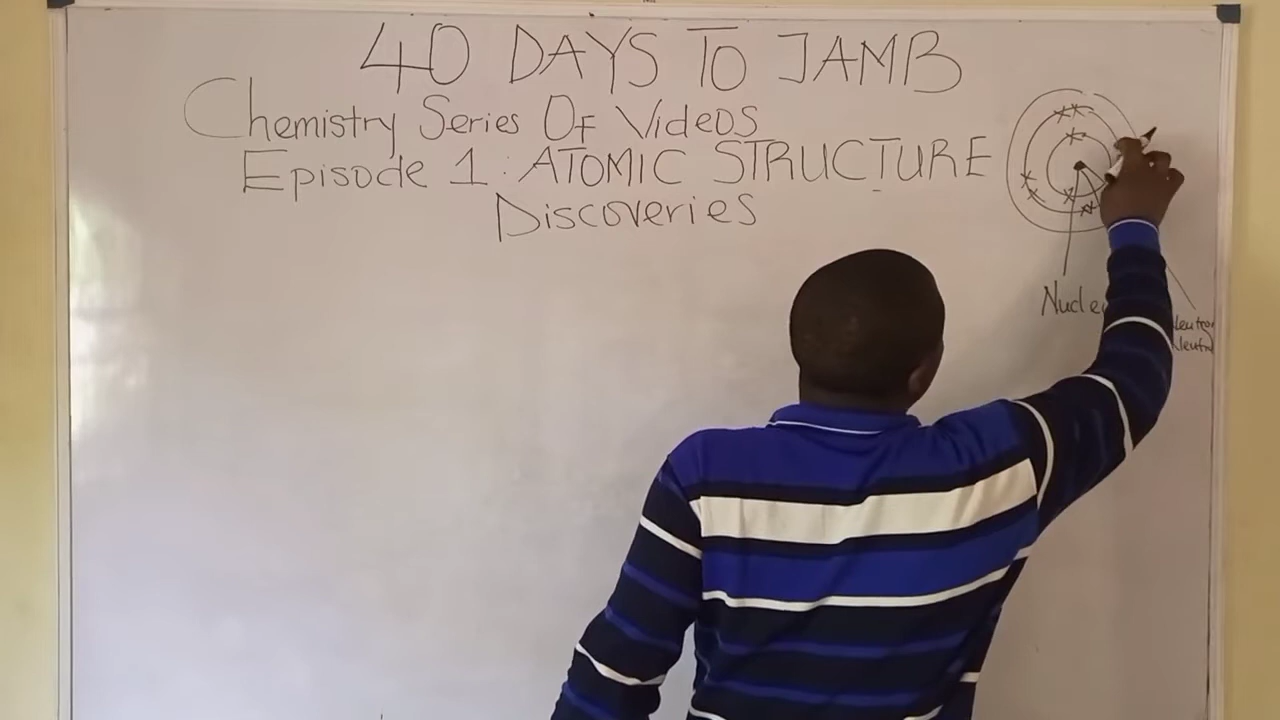 40 DAYS TO JAMB
Chemistry Series Of Videos
Episode 1: ATOMIC STRUCTURE
Discoveries